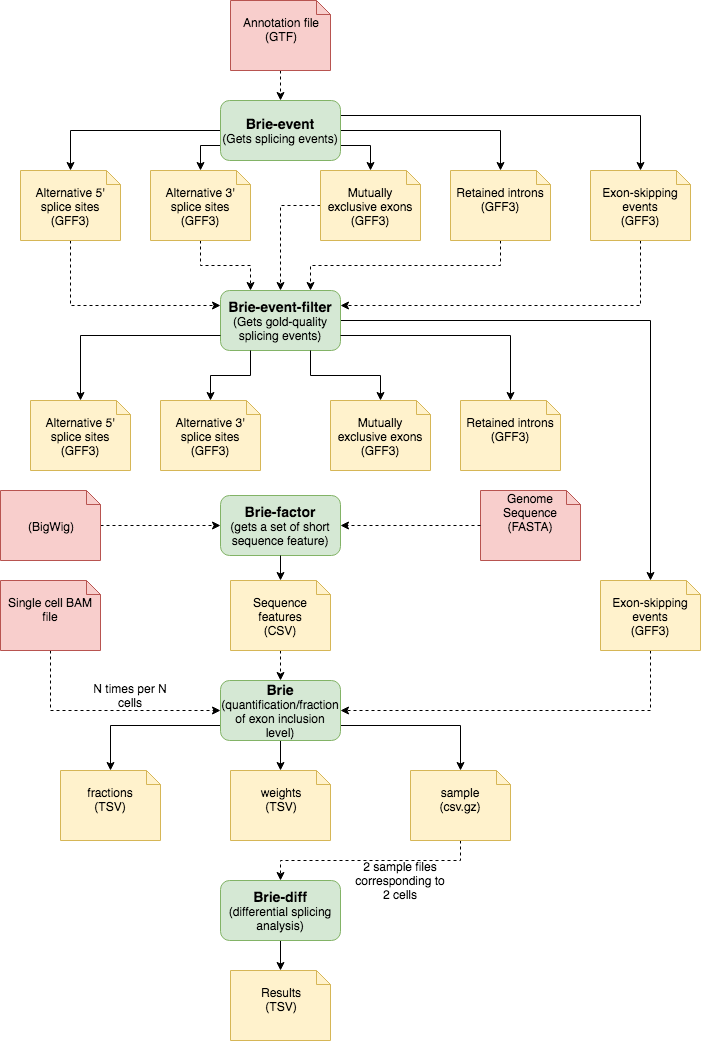 Annotation file
(GTF)
Brie-event
(Gets splicing events)
Alternative 5'
splice sites
(GFF3)
Alternative 3'
splice sites
(GFF3)
Mutually
exclusive exons
(GFF3)
Retained introns
(GFF3)
Exon-skipping
events
(GFF3)
Brie-event-filter
(Gets gold-quality
splicing events)
Alternative 5'
splice sites
(GFF3)
Alternative 3'
splice sites
(GFF3)
Mutually
exclusive exons
(GFF3)
Retained introns
(GFF3)
(BigWig)
Brie-factor
(gets a set of short
sequence feature)
Genome
Sequence
(FASTA)
Single cell BAM
file
Sequence
features
(CSV)
Exon-skipping
events
(GFF3)
N times per N
cells
Brie
(quantification/fraction
of exon inclusion
level)
fractions
(TSV)
weights
(TSV)
sample
(csv.gz)
2 sample files
corresponding to
2 cells
Brie-diff
(differential splicing
analysis)
Results
(TSV)